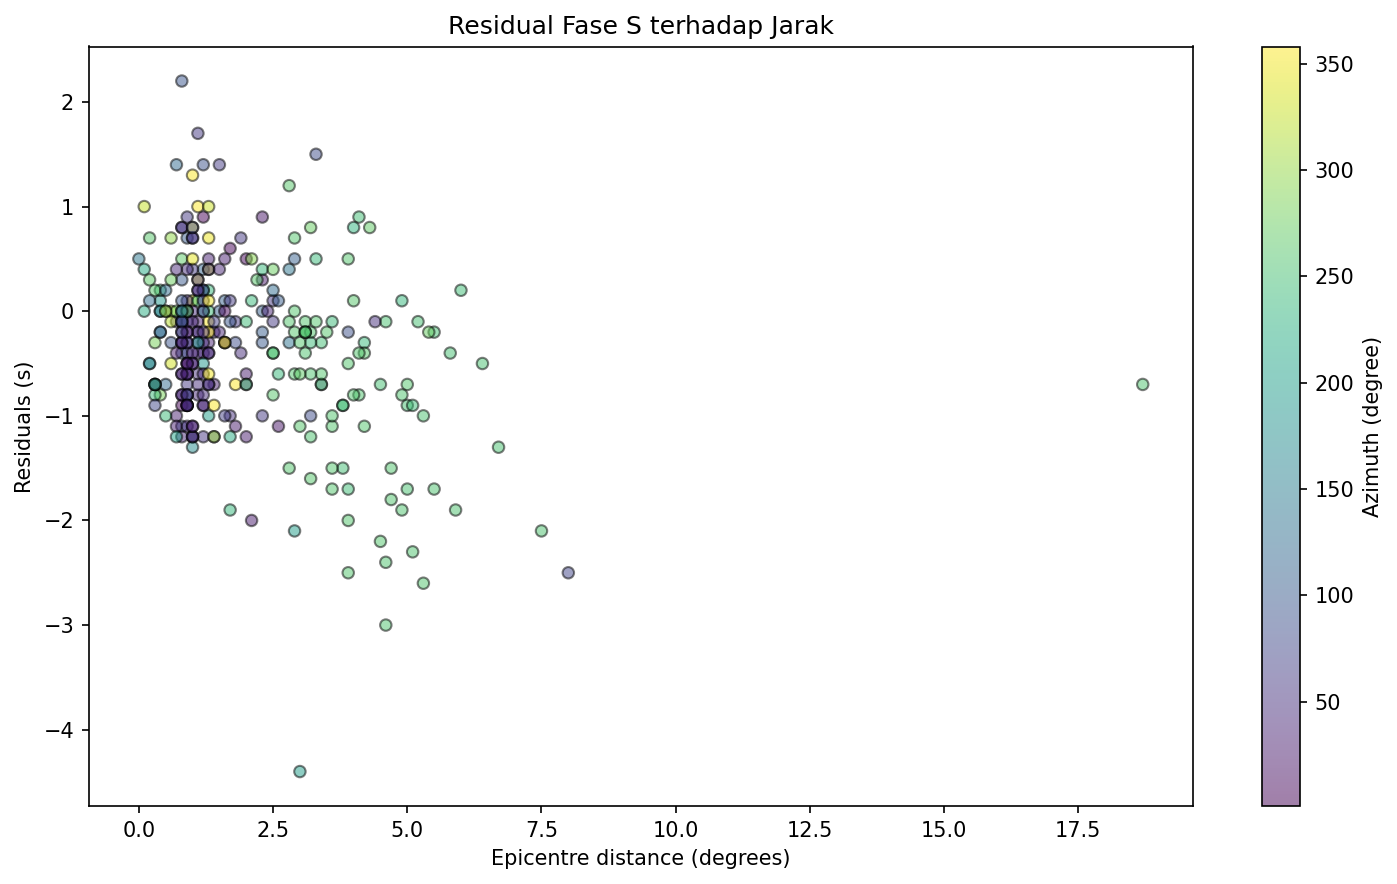 Residual Fase S terhadap Jarak
Residuals (s)
2
1
0
−1
−2
−3
−4
0.0 2.5 5.0 7.5 10.0 12.5 15.0 17.5
Epicentre distance (degrees)
350
300
250
200
150
100
50
Azimuth (degree)